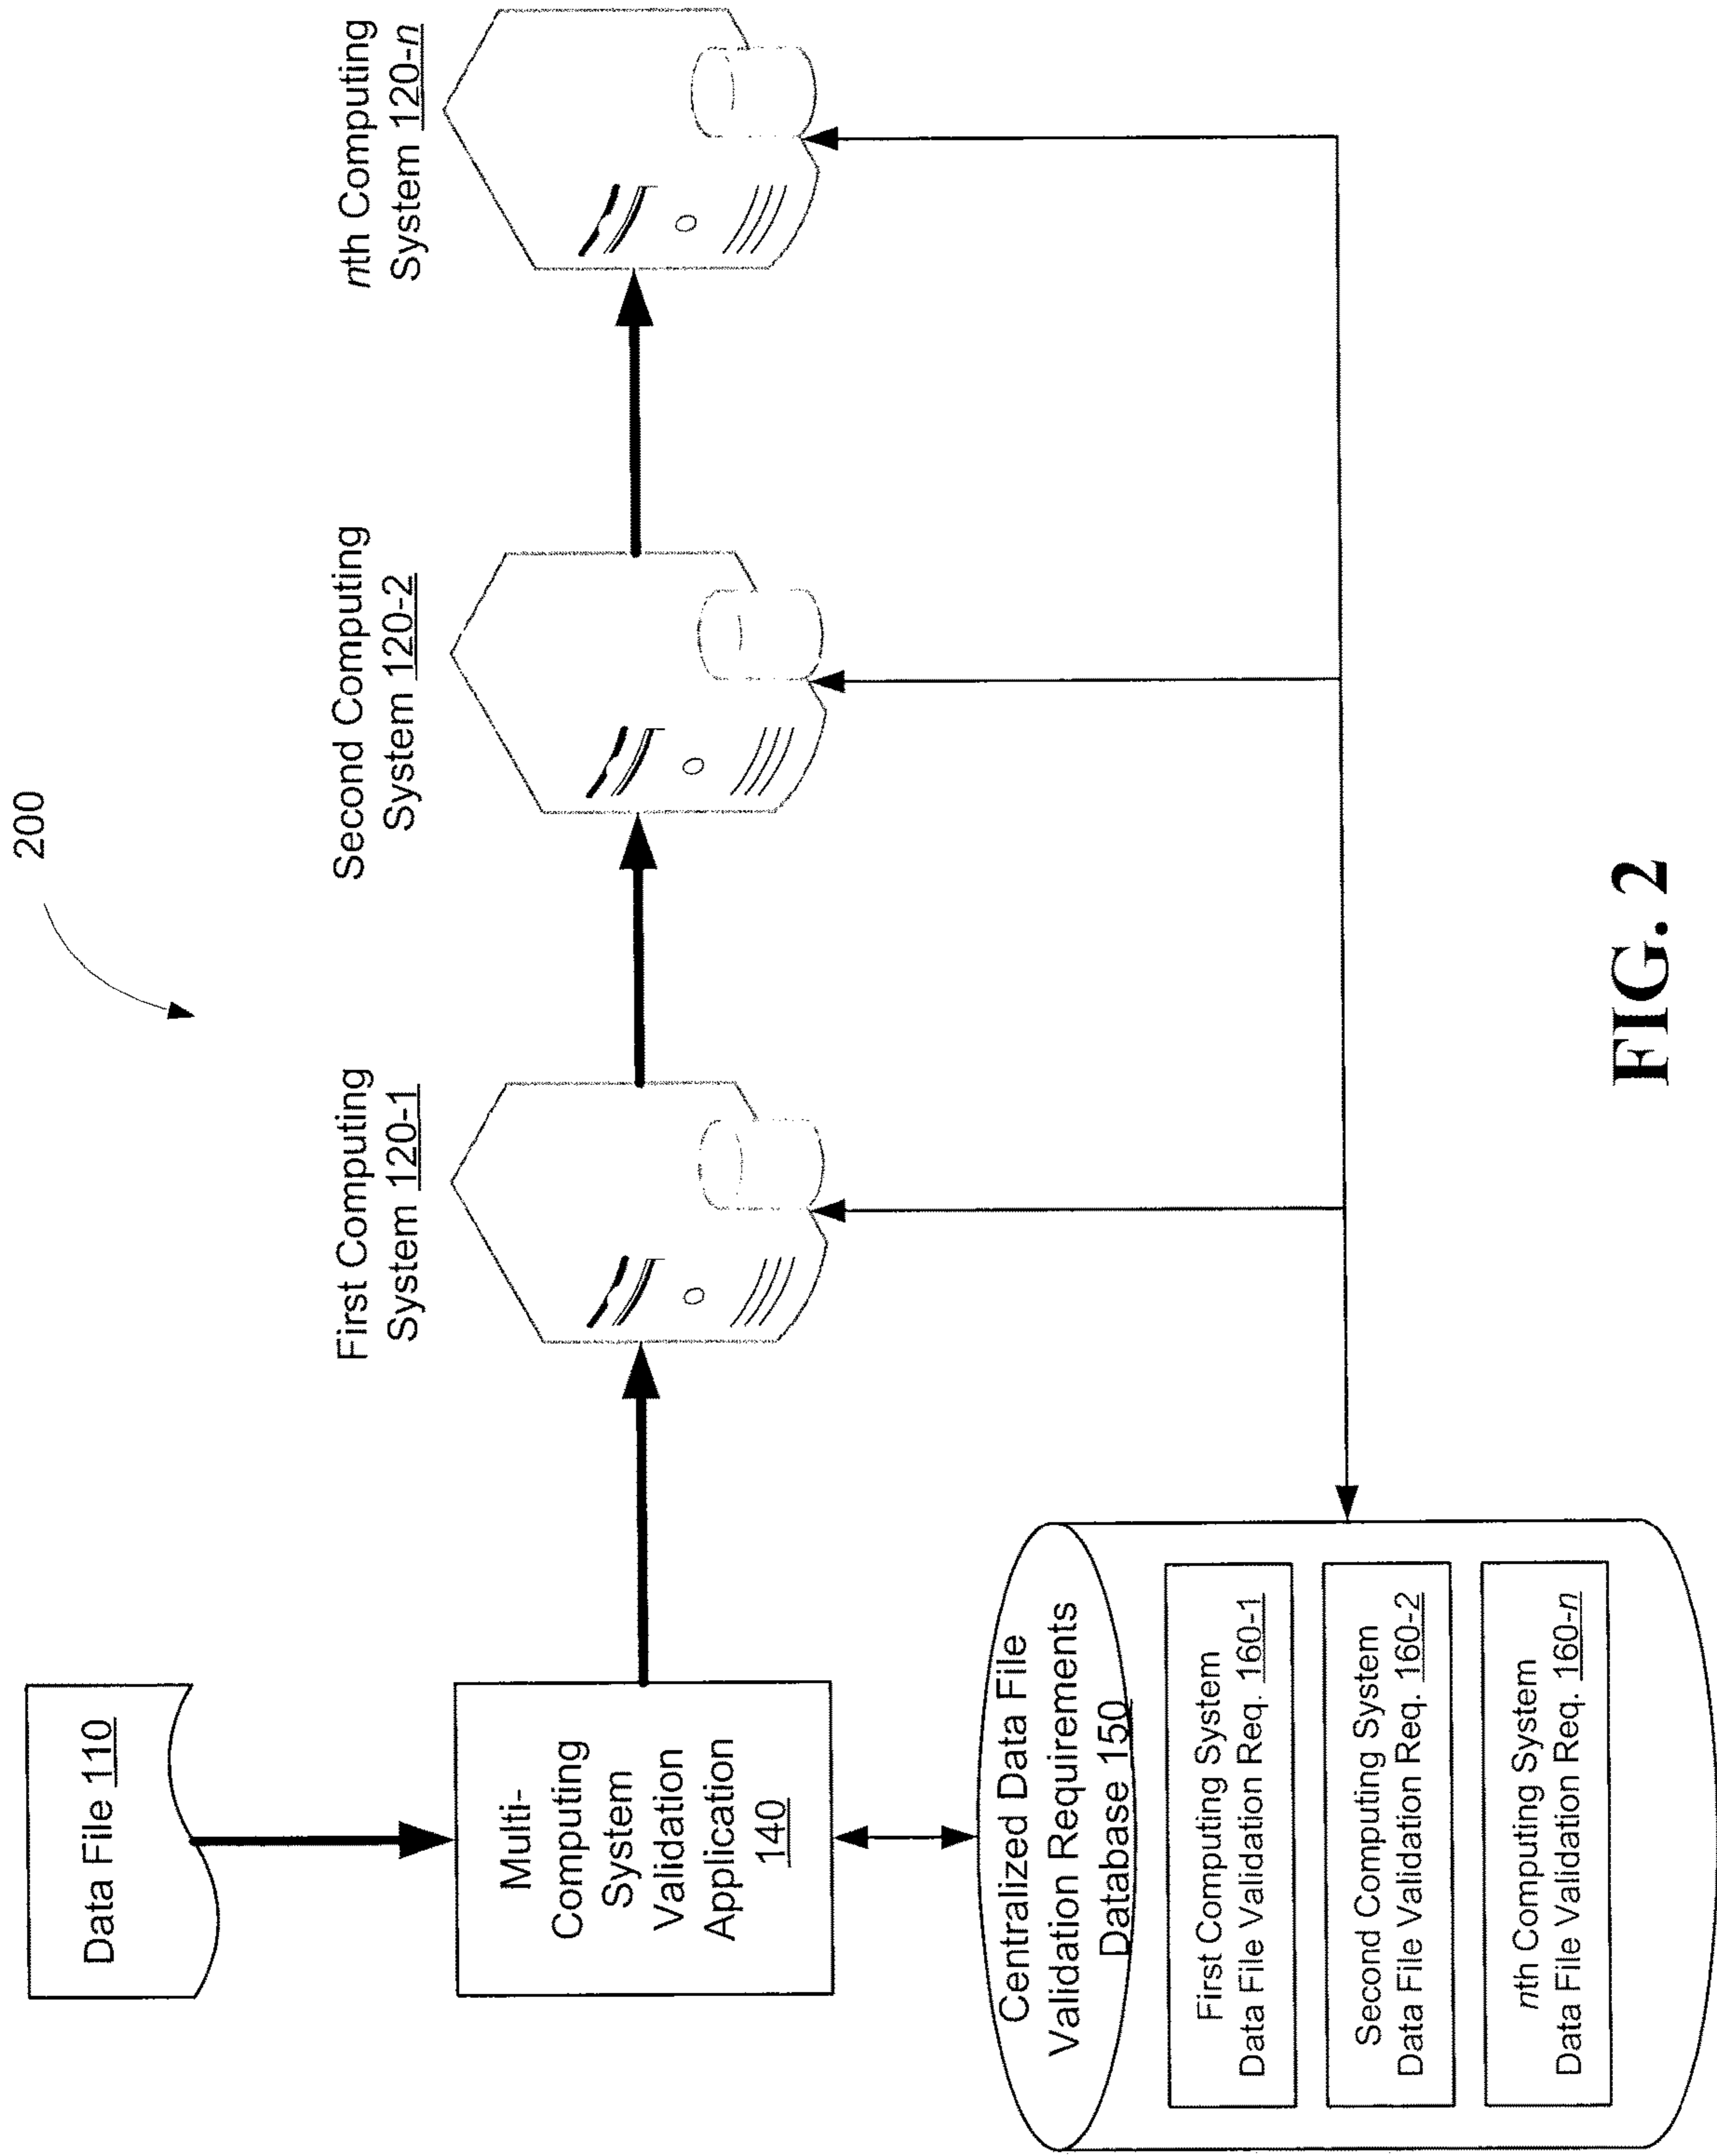 200
Data File 110
First Computing
System 120-1
Second Computing
System 120-2
nth Computing
System 120-n
Multi-
Computing
System
Validation
Application
140
Centralized Data File
Validation Requirements
Database 150
First Computing System
Data File Validation Req. 160-1
Second Computing System
Data File Validation Req. 160-2
nth Computing System
Data File Validation Req. 160-n
FIG. 2